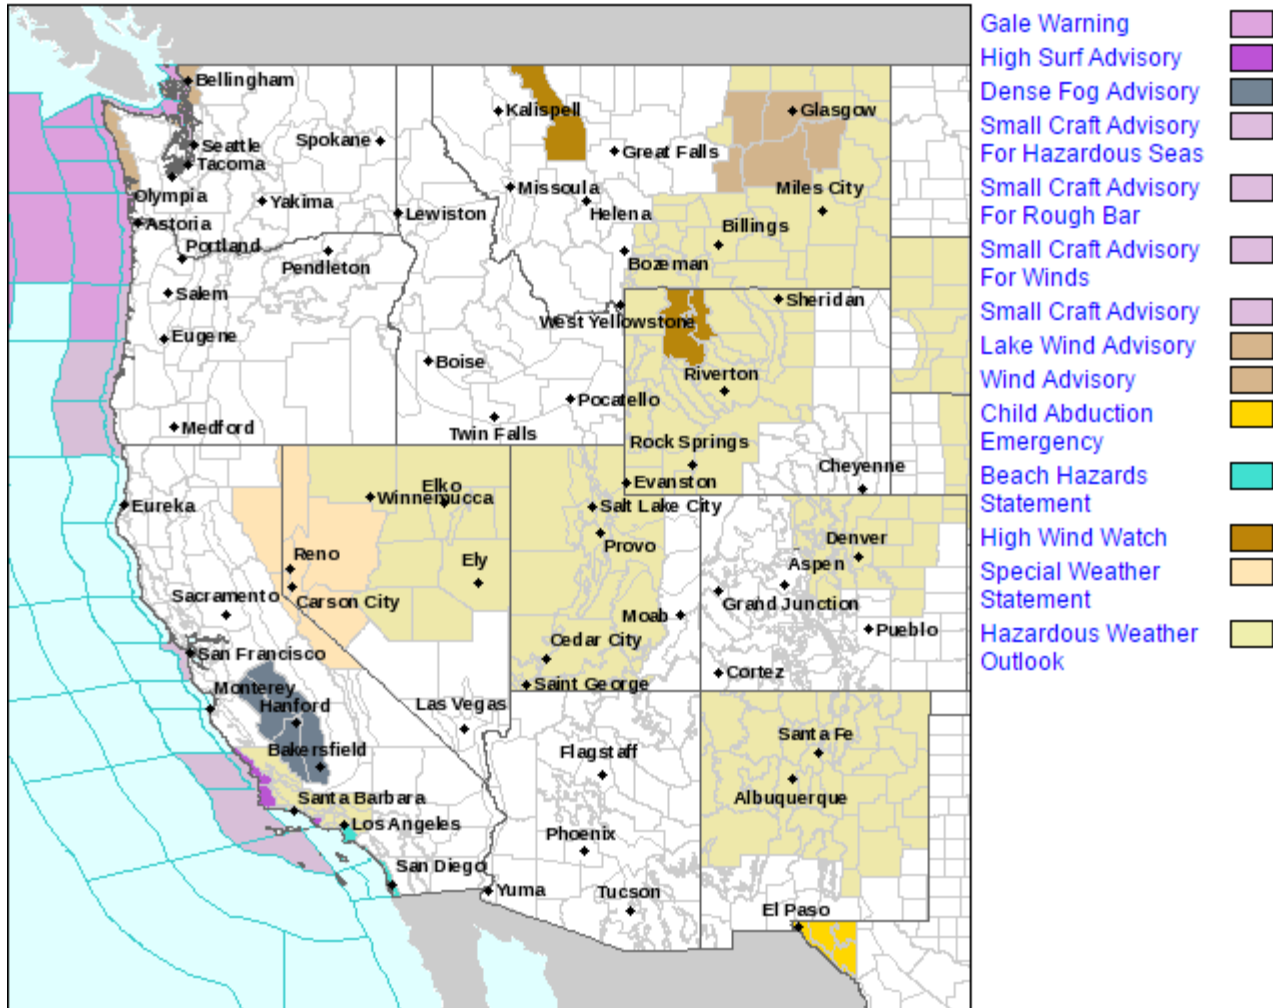 Bellingham
Seattle
Tacoma
Olympia
Spokane
Yakima
Astoria
Portland
Pendleton
Salem
Eugene
Medford
Lewiston
Kalispell
Missoula
Great Falls
Helena
Glasgow
Miles City
Billings
Bozeman
West Yellowstone
Sheridan
Boise
Pocatello
Twin Falls
Riverton
Rock Springs
Evanston
Cheyenne
Eureka
Elko
Winnemucca
Reno
Ely
Carson City
Sacramento
San Francisco
Monterey
Hanford
Bakersfield
Las Vegas
Santa Barbara
Los Angeles
San Diego
Salt Lake City
Provo
Moab
Cedar City
Saint George
Denver
Aspen
Grand Junction
Pueblo
Cortez
Flagstaff
Phoenix
Yuma
Tucson
Santa Fe
Albuquerque
El Paso
Gale Warning
High Surf Advisory
Dense Fog Advisory
Small Craft Advisory
For Hazardous Seas
Small Craft Advisory
For Rough Bar
Small Craft Advisory
For Winds
Small Craft Advisory
Lake Wind Advisory
Wind Advisory
Child Abduction
Emergency
Beach Hazards
Statement
High Wind Watch
Special Weather
Statement
Hazardous Weather
Outlook